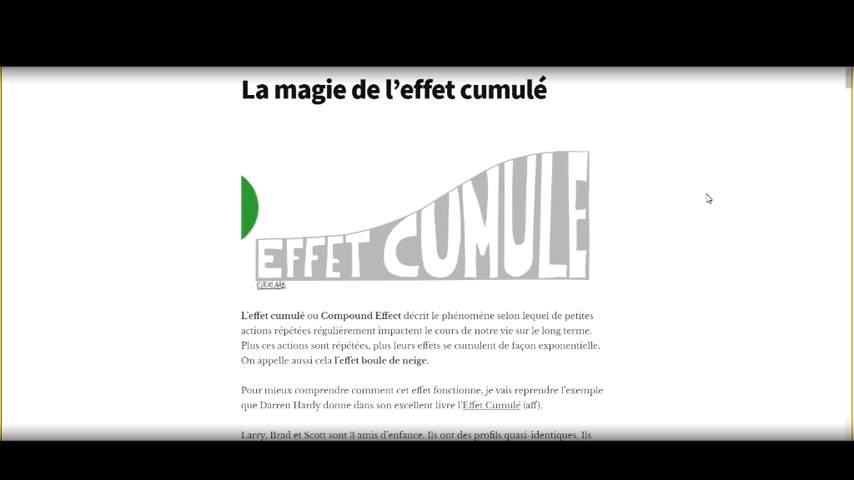 La magie de l'effet cumulé
EFFET CUMULE
L'effet cumulé ou Compound Effect décrit le phénomène selon lequel de petites
actions répétées régulièrement impactent le cours de notre vie sur le long terme.
Plus ces actions sont répétées, plus leurs effets se cumulent de façon exponentielle.
On appelle aussi cela l'effet boule de neige.
Pour mieux comprendre comment cet effet fonctionne, je vais reprendre l'exemple
que Darren Hardy donne dans son excellent livre l'Effet Cumulé (aff).
Larry, Brad et Scott sont 3 amis d'enfance. Ils ont des profils quasi-identiques. Ils